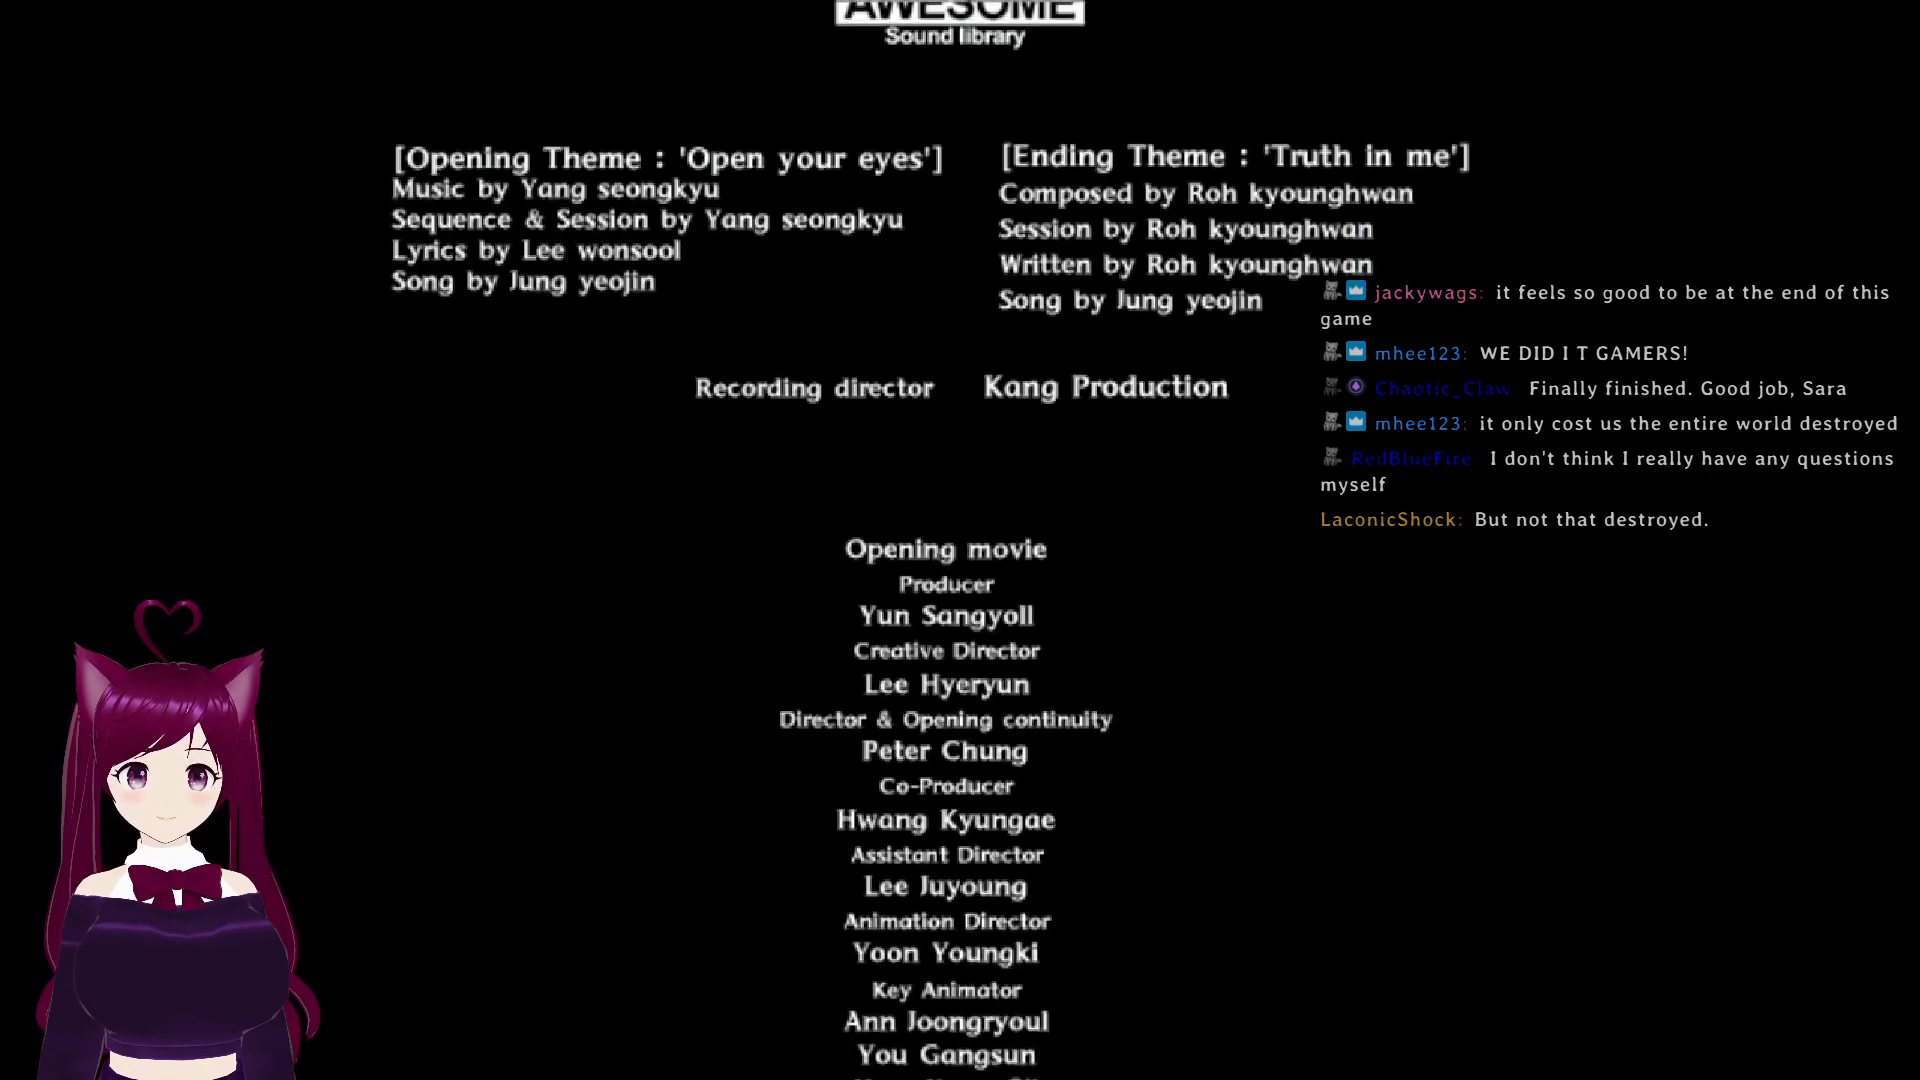 AWESOME
Sound library
[Opening Theme : 'Open your eyes']
Music by Yang seongkyu
Sequence & Session by Yang seongkyu
Lyrics by Lee wonsool
Song by Jung yeojin
[Ending Theme : 'Truth in me']
Composed by Roh kyounghwan
Session by Roh kyounghwan
Written by Roh kyounghwan
Song by Jung yeojin
Recording director Kang Production
Opening movie
Producer
Yun Sangyoll
Creative Director
Lee Hyeryun
Director & Opening continuity
Peter Chung
Co-Producer
Hwang Kyungae
Assistant Director
Lee Juyoung
Animation Director
Yoon Youngki
Key Animator
Ann Joongryoul
You Gangsun
jackywags: it feels so good to be at the end of this
game
mhee123: WE DID I T GAMERS!
Chaotic_Claw: Finally finished. Good job, Sara
mhee123: it only cost us the entire world destroyed
RedBlueFire: I don't think I really have any questions
myself
LaconicShock: But not that destroyed.